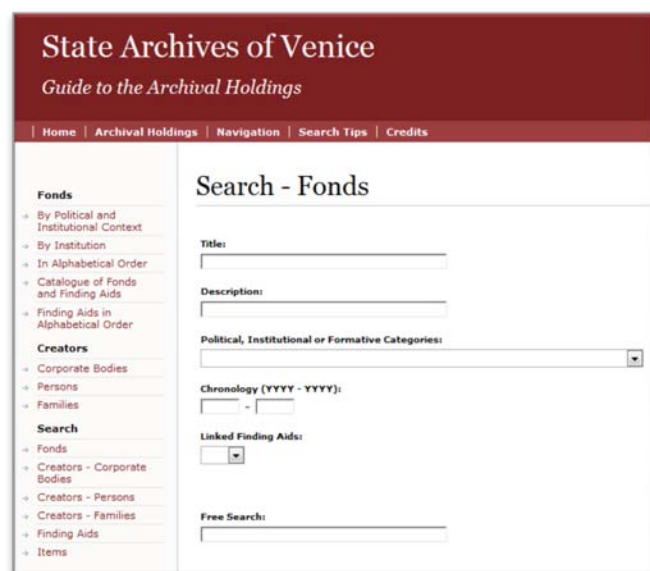 State Archives of Venice
Guide to the Archival Holdings
| Home | Archival Holdings | Navigation | Search Tips | Credits
Fonds
By Political and
Institutional Context
By Institution
In Alphabetical Order
Catalogue of Fonds
and Finding Aids
Finding Aids in
Alphabetical Order
Creators
Corporate Bodies
Persons
Families
Search
Fonds
Creators - Corporate
Bodies
Creators - Persons
Creators - Families
Finding Aids
Items
Search - Fonds
Title:
Description:
Political, Institutional or Formative Categories:
Chronology (YYYY - YYYY):
-
Linked Finding Aids:
Free Search: